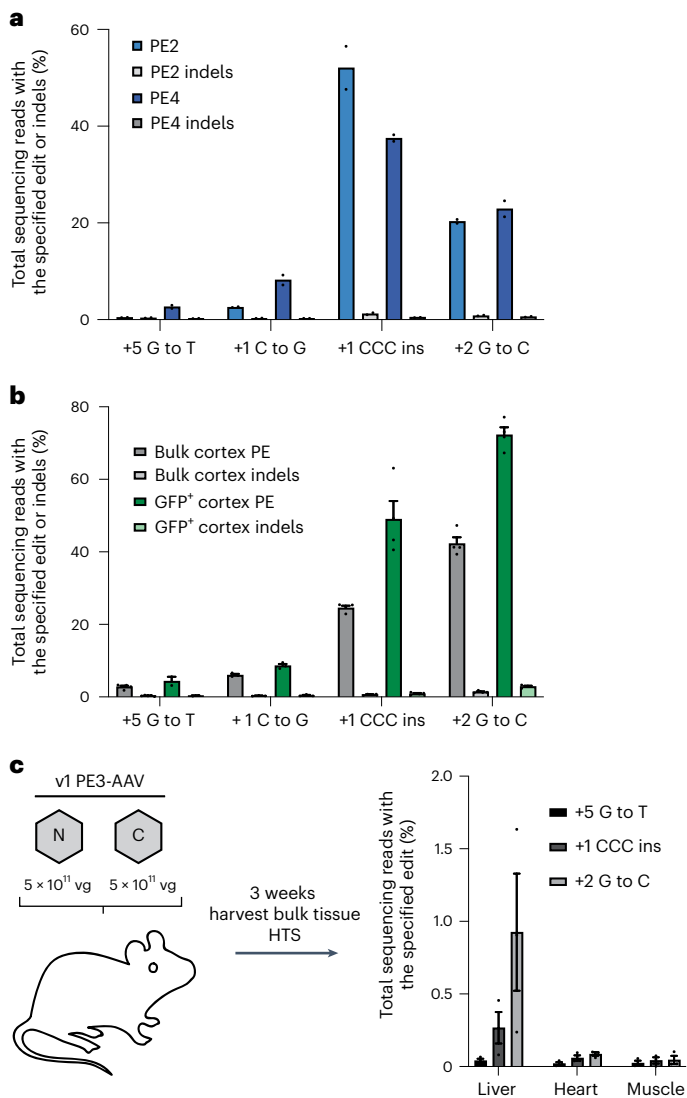 a
Total sequencing reads with
the specified edit or indels (%)
60
40
20
0
PE2
PE2 indels
PE4
PE4 indels
+5 G to T
+1 C to G
+1 CCC ins
+2 G to C
b
Total sequencing reads with
the specified edit or indels (%)
80
60
40
20
0
Bulk cortex PE
Bulk cortex indels
GFP⁺ cortex PE
GFP⁺ cortex indels
+5 G to T
+ 1 C to G
+1 CCC ins
+2 G to C
c
v1 PE3-AAV
N
C
5 × 10¹¹ vg
5 × 10¹¹ vg
3 weeks
harvest bulk tissue
HTS
Total sequencing reads with
the specified edit (%)
2.0
1.5
1.0
0.5
0
+5 G to T
+1 CCC ins
+2 G to C
Liver
Heart
Muscle